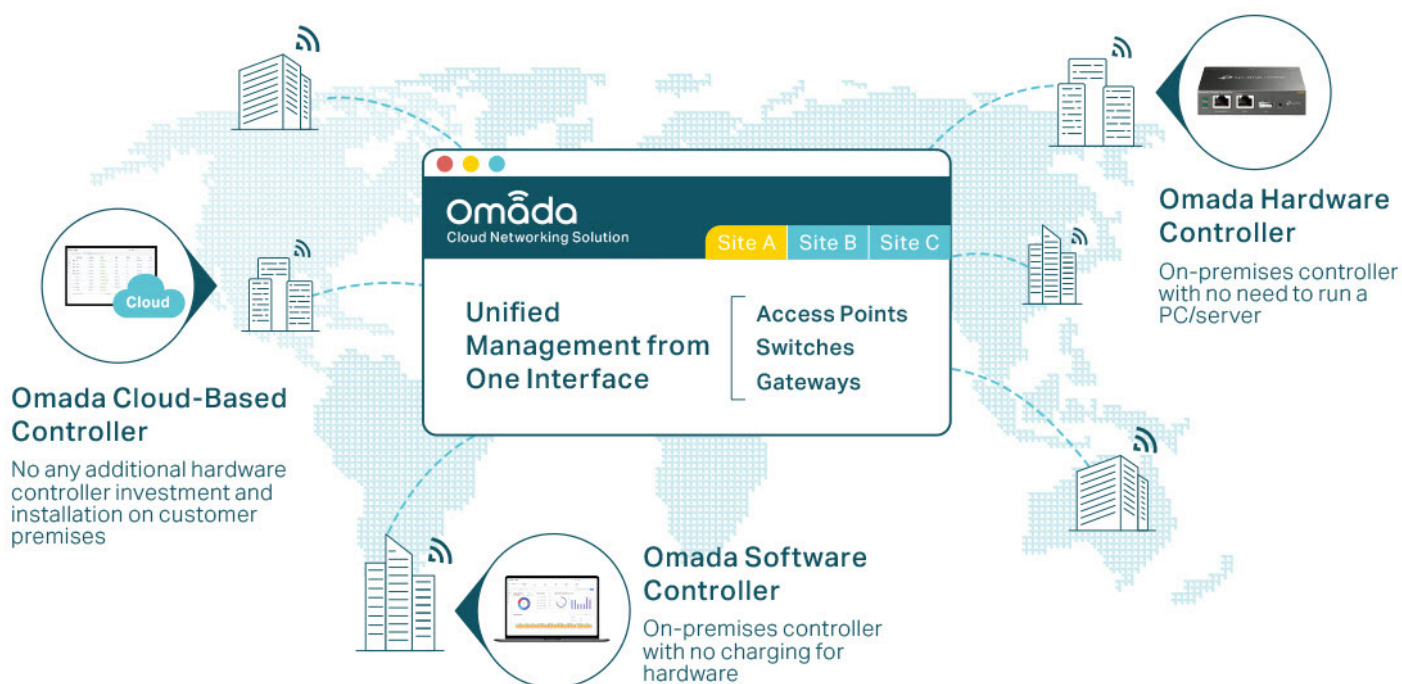 Omada
Cloud Networking Solution
Site A
Site B
Site C
Unified
Management from
One Interface
Access Points
Switches
Gateways
Omada Hardware
Controller
On-premises controller
with no need to run a
PC/server
Cloud
Omada Cloud-Based
Controller
No any additional hardware
controller investment and
installation on customer
premises
Omada Software
Controller
On-premises controller
with no charging for
hardware